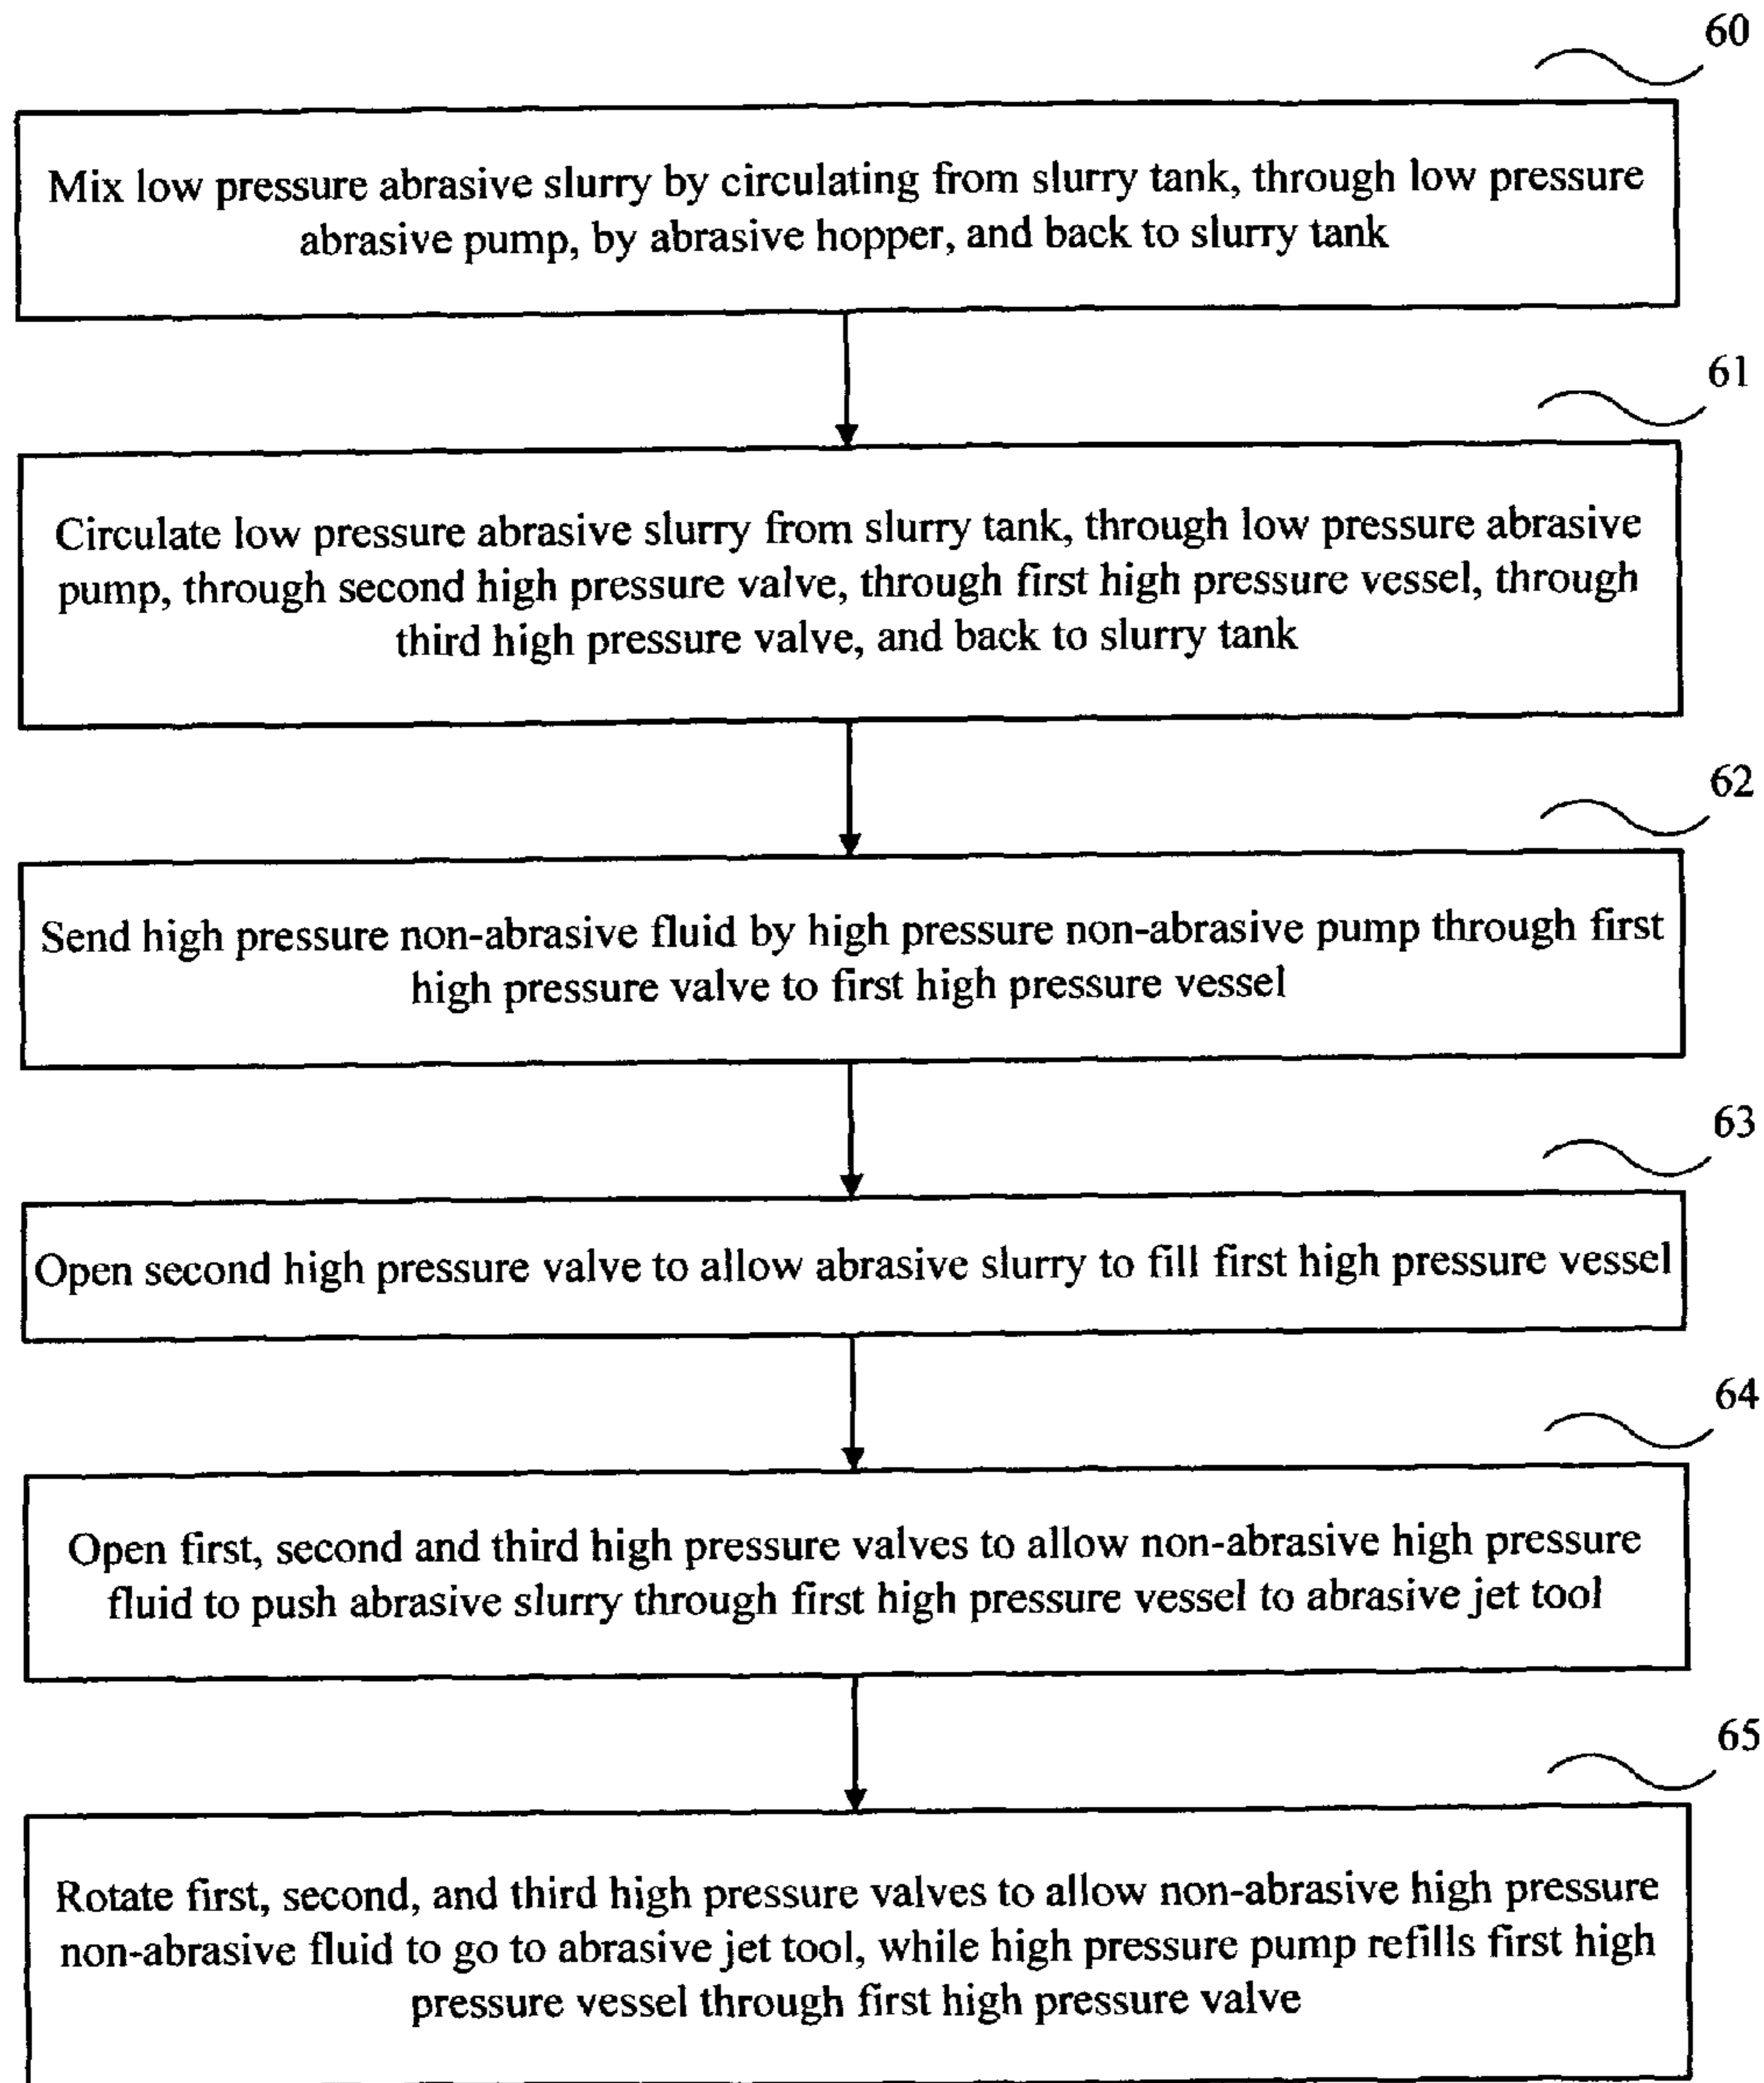 60
Mix low pressure abrasive slurry by circulating from slurry tank, through low pressure
abrasive pump, by abrasive hopper, and back to slurry tank
61
Circulate low pressure abrasive slurry from slurry tank, through low pressure abrasive
pump, through second high pressure valve, through first high pressure vessel, through
third high pressure valve, and back to slurry tank
62
Send high pressure non-abrasive fluid by high pressure non-abrasive pump through first
high pressure valve to first high pressure vessel
63
Open second high pressure valve to allow abrasive slurry to fill first high pressure vessel
64
Open first, second and third high pressure valves to allow non-abrasive high pressure
fluid to push abrasive slurry through first high pressure vessel to abrasive jet tool
65
Rotate first, second, and third high pressure valves to allow non-abrasive high pressure
non-abrasive fluid to go to abrasive jet tool, while high pressure pump refills first high
pressure vessel through first high pressure valve